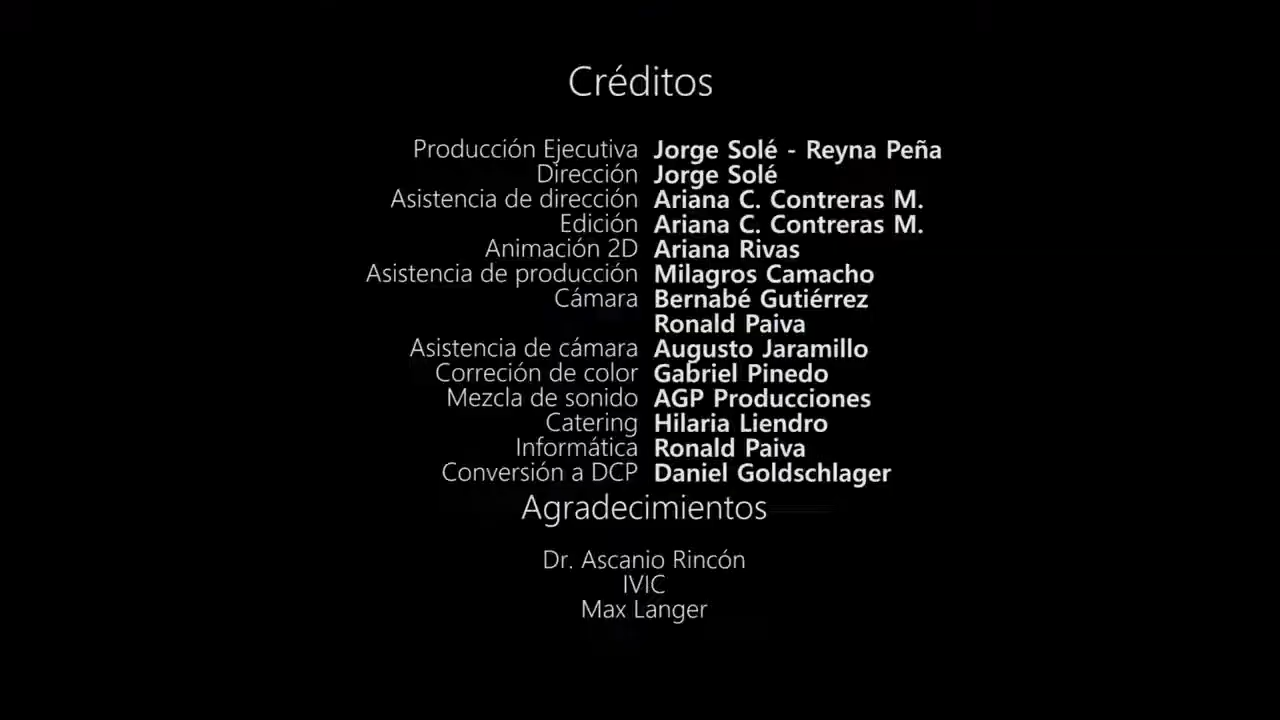 Créditos
Producción Ejecutiva Jorge Solé - Reyna Peña
Dirección Jorge Solé
Asistencia de dirección Ariana C. Contreras M.
Edición Ariana C. Contreras M.
Animación 2D Ariana Rivas
Asistencia de producción Milagros Camacho
Cámara Bernabé Gutiérrez
Ronald Paiva
Asistencia de cámara Augusto Jaramillo
Correción de color Gabriel Pinedo
Mezcla de sonido AGP Producciones
Catering Hilaria Liendro
Informática Ronald Paiva
Conversión a DCP Daniel Goldschlager
Agradecimientos
Dr. Ascanio Rincón
IVIC
Max Langer